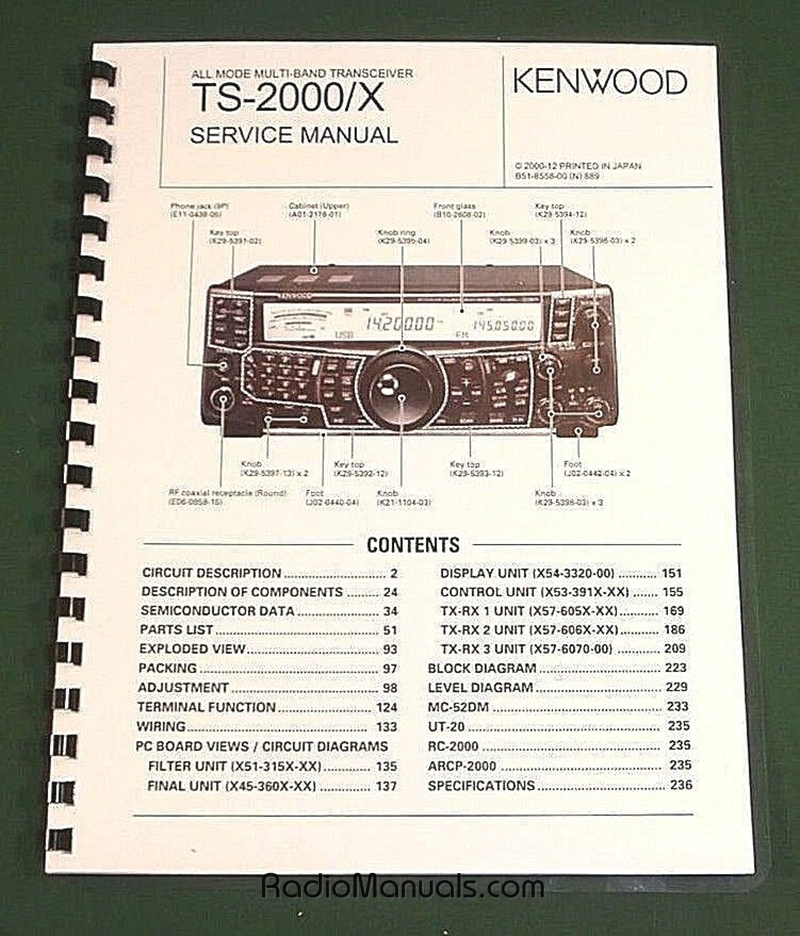 ALL MODE MULTI-BAND TRANSCEIVER
TS-2000/X
SERVICE MANUAL
KENWOOD
© 2000-12 PRINTED IN JAPAN
B51-8558-00 (N) 889
Phone jack (9P)
(E11-0438-05)
Cabinet (Upper)
(A01-2176-01)
Front glass
(B10-2608-02)
Key top
(K29-5394-12)
Key top
(K29-5391-02)
Knob ring
(K29-5395-04)
Knob
(K29-5399-03) x 3
Knob
(K29-5396-03) x 2
KENWOOD
14.200.00
145.050.00
USB
FM
Knob
(K29-5397-13) x 2
Key top
(K29-5392-12)
Key top
(K29-5393-12)
Foot
(J02-0442-04) x 2
RF coaxial receptacle (Round)
(E06-0858-15)
Foot
(J02-0440-04)
Knob
(K21-1104-03)
Knob
(K29-5398-03) x 3
CONTENTS
CIRCUIT DESCRIPTION ............................... 2
DESCRIPTION OF COMPONENTS ......... 24
SEMICONDUCTOR DATA ......................... 34
PARTS LIST ................................................ 51
EXPLODED VIEW ....................................... 93
PACKING .................................................... 97
ADJUSTMENT ............................................ 98
TERMINAL FUNCTION ............................ 124
WIRING ..................................................... 133
PC BOARD VIEWS / CIRCUIT DIAGRAMS
FILTER UNIT (X51-315X-XX) .............. 135
FINAL UNIT (X45-360X-XX) ............... 137
DISPLAY UNIT (X54-3320-00) ........... 151
CONTROL UNIT (X53-391X-XX) ....... 155
TX-RX 1 UNIT (X57-605X-XX) ........... 169
TX-RX 2 UNIT (X57-606X-XX) ........... 186
TX-RX 3 UNIT (X57-6070-00) ............ 209
BLOCK DIAGRAM .................................... 223
LEVEL DIAGRAM ..................................... 229
MC-52DM .................................................. 233
UT-20 ......................................................... 235
RC-2000 ..................................................... 235
ARCP-2000 ................................................ 235
SPECIFICATIONS ...................................... 236
RadioManuals.com